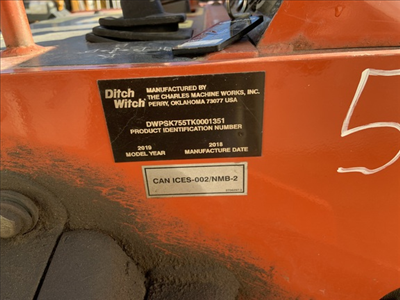 Ditch
Witch
MANUFACTURED BY
THE CHARLES MACHINE WORKS, INC.
PERRY, OKLAHOMA 73077 USA
DWPSK755TK0001351
PRODUCT IDENTIFICATION NUMBER
2019 2018
MODEL YEAR MANUFACTURE DATE
CAN ICES-002/NMB-2
5